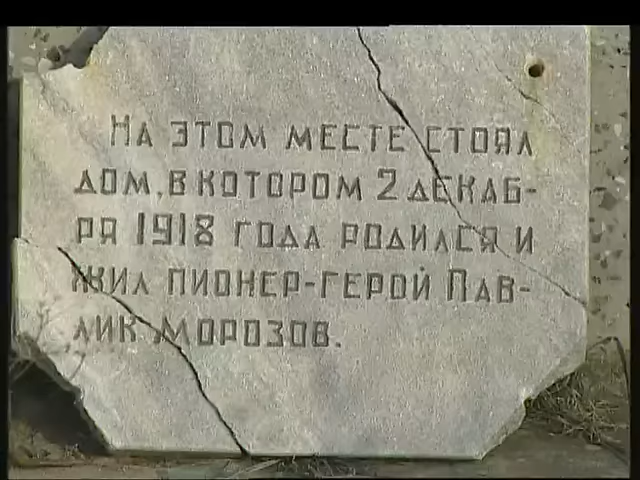 На этом месте стоял
дом, в котором 2 декаб-
ря 1918 года родился и
жил пионер-герой Пав-
лик Морозов.